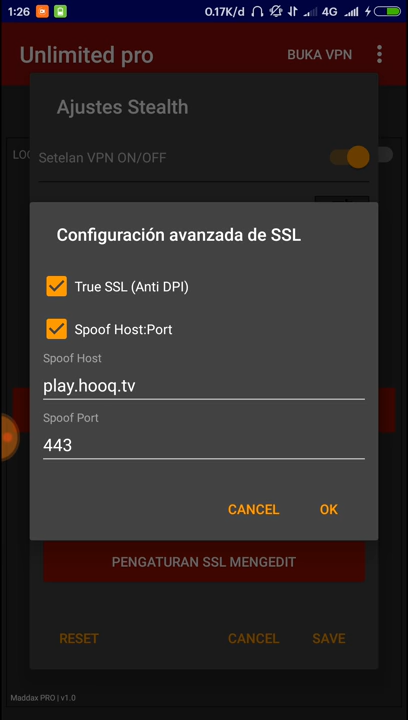 1:26 0.17K/d 4G
Unlimited pro BUKA VPN
Ajustes Stealth
LO
Setelan VPN ON/OFF
Configuración avanzada de SSL
True SSL (Anti DPI)
Spoof Host:Port
Spoof Host
play.hooq.tv
Spoof Port
443
CANCEL OK
PENGATURAN SSL MENGEDIT
RESET CANCEL SAVE
Maddax PRO | v1.0